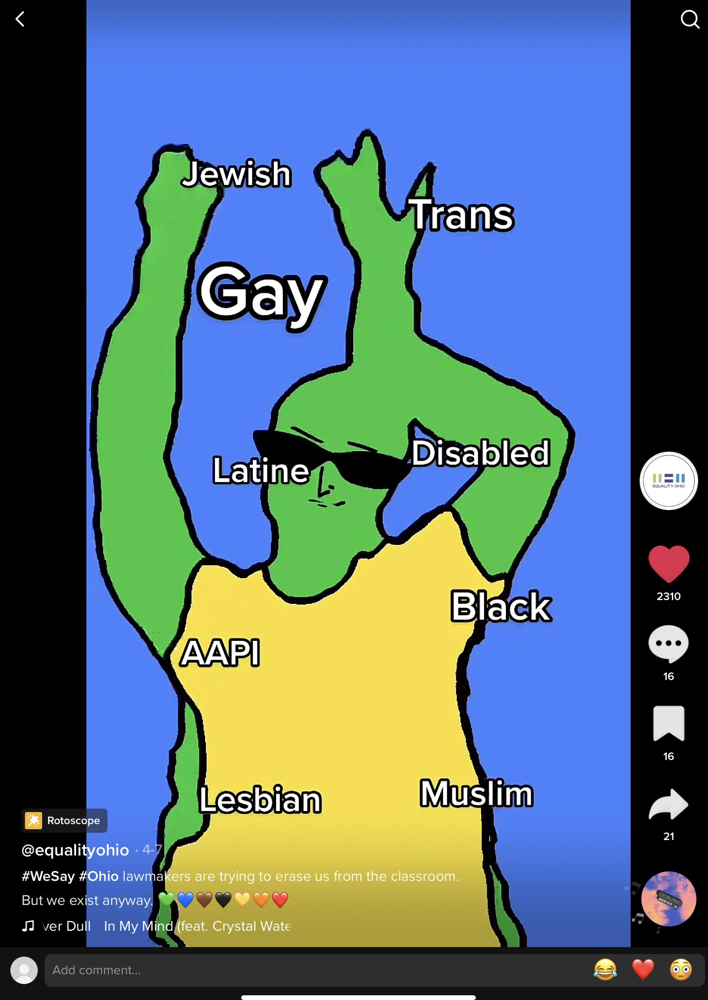 Jewish
Trans
Gay
Disabled
Latine
EQUALITY OHIO
2310
Black
AAPI
16
16
Muslim
Lesbian
Rotoscope
21
@equalityohio · 4-7
#WeSay #Ohio lawmakers are trying to erase us from the classroom.
But we exist anyway. 💚💙🤎🖤💛🧡❤️
ver Dull In My Mind (feat. Crystal Wate
Add comment...